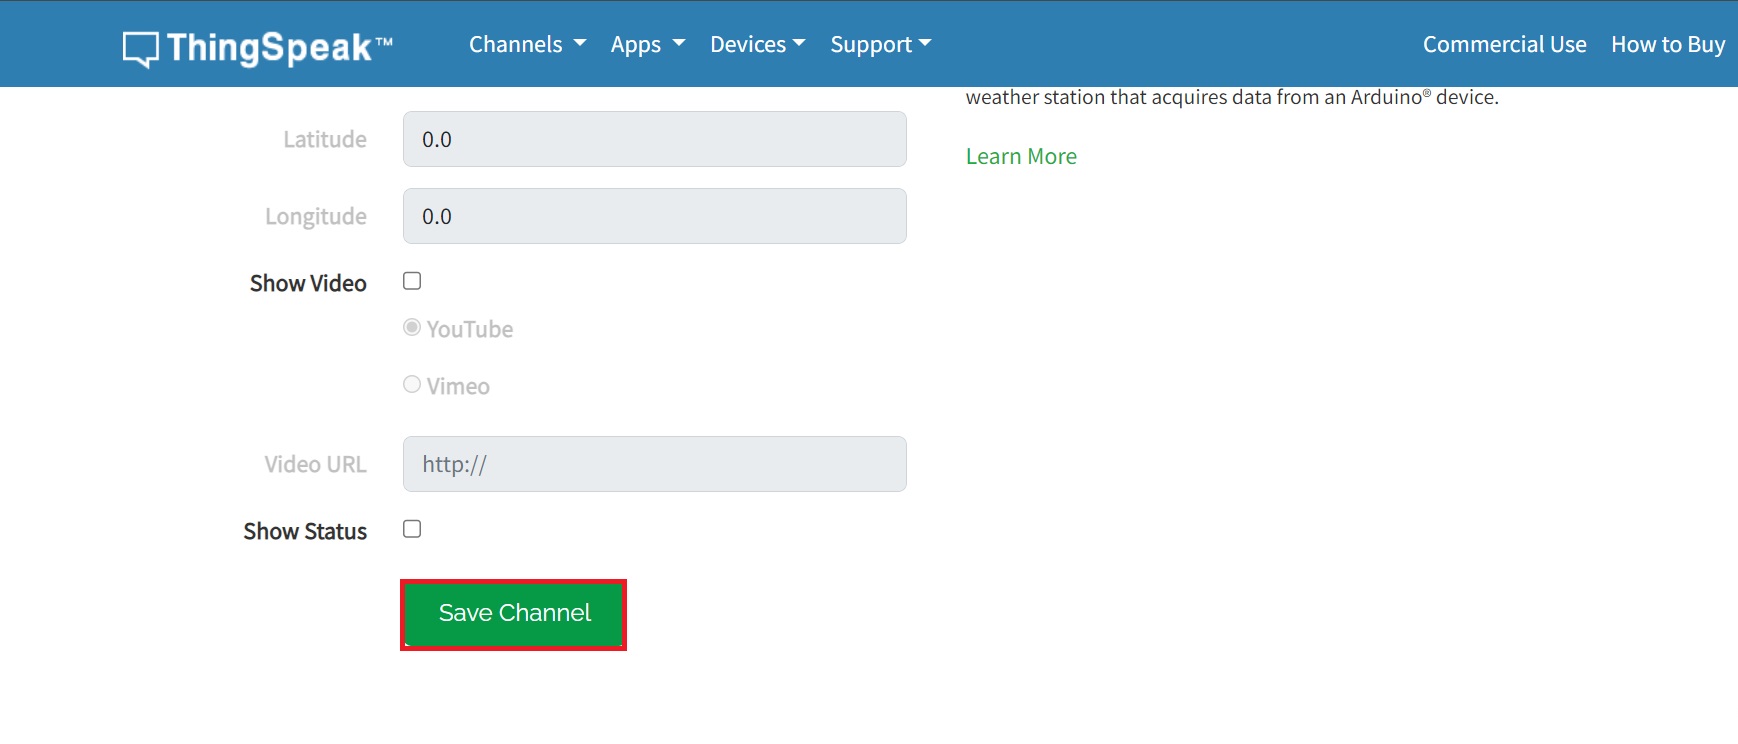 ThingSpeak™ Channels Apps Devices Support Commercial Use How to Buy
weather station that acquires data from an Arduino® device.
Latitude 0.0
Learn More
Longitude 0.0
Show Video
YouTube
Vimeo
Video URL http://
Show Status
Save Channel